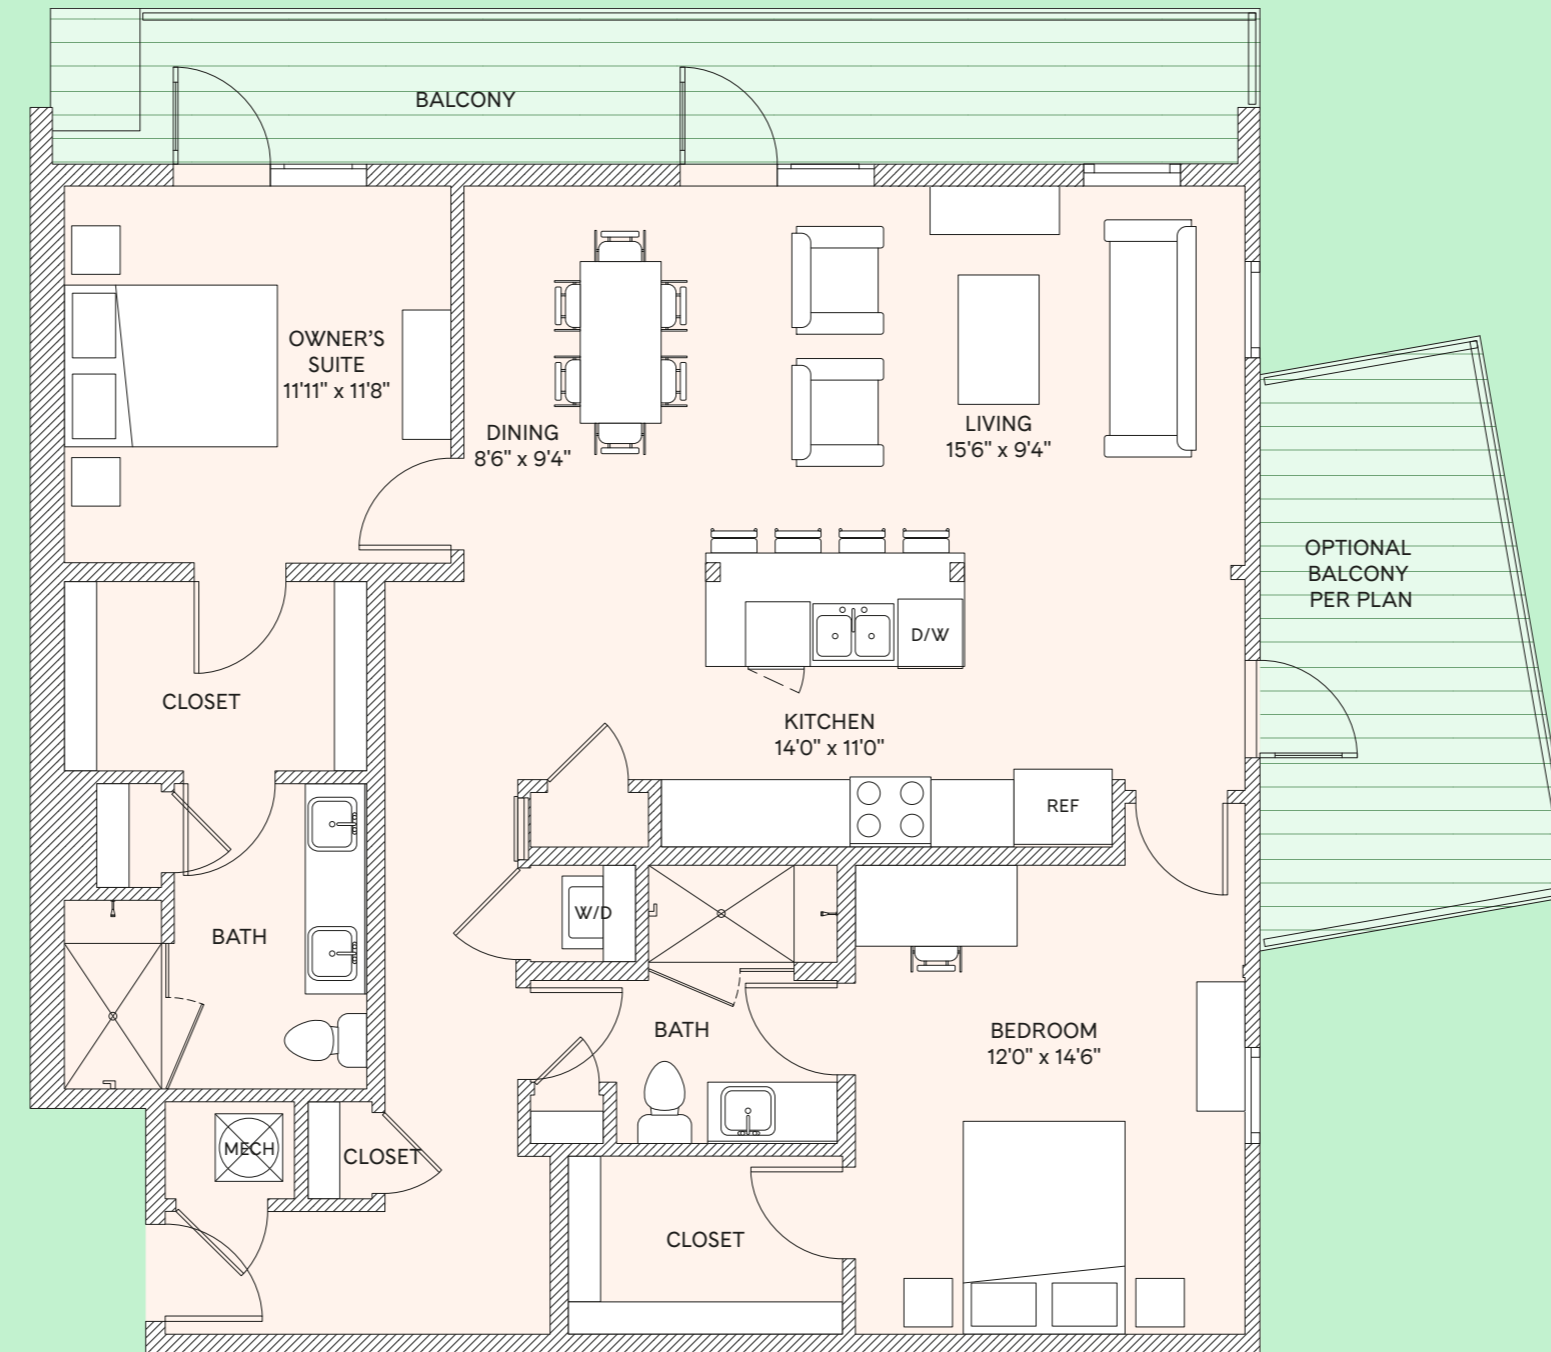 BALCONY
OWNER’S
SUITE
11'11" x 11'8"
DINING
8'6" x 9'4"
LIVING
15'6" x 9'4"
OPTIONAL
BALCONY
PER PLAN
D/W
CLOSET
KITCHEN
14'0" x 11'0"
REF
W/D
BATH
BATH
BEDROOM
12'0" x 14'6"
MECH
CLOSET
CLOSET